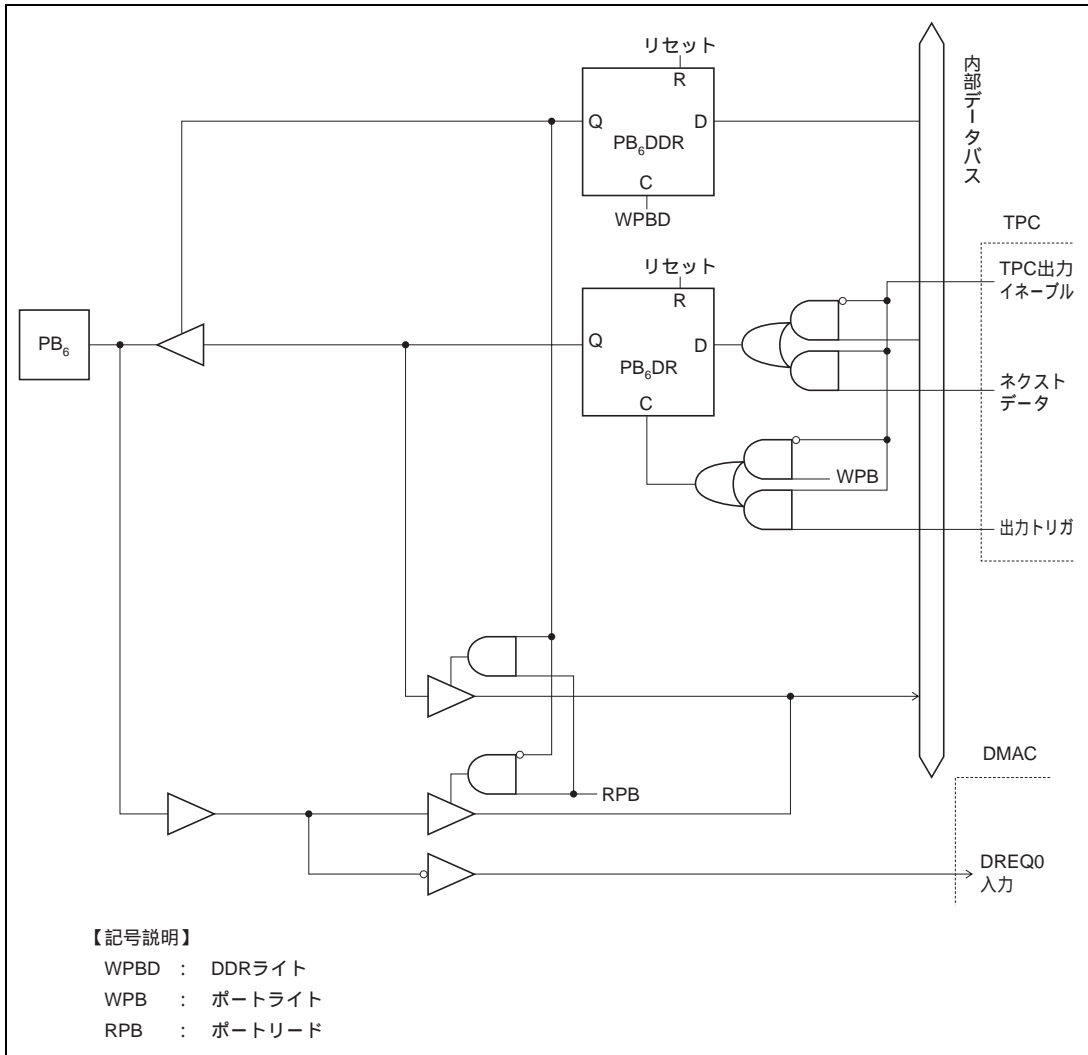 リセット
R
Q
D
PB6DDR
C
WPBD
内部データバス
TPC
TPC出力
イネーブル
リセット
R
PB6
Q
D
PB6DR
C
ネクスト
データ
WPB
出力トリガ
DMAC
RPB
DREQ0
入力
【記号説明】
WPBD : DDRライト
WPB : ポートライト
RPB : ポートリード